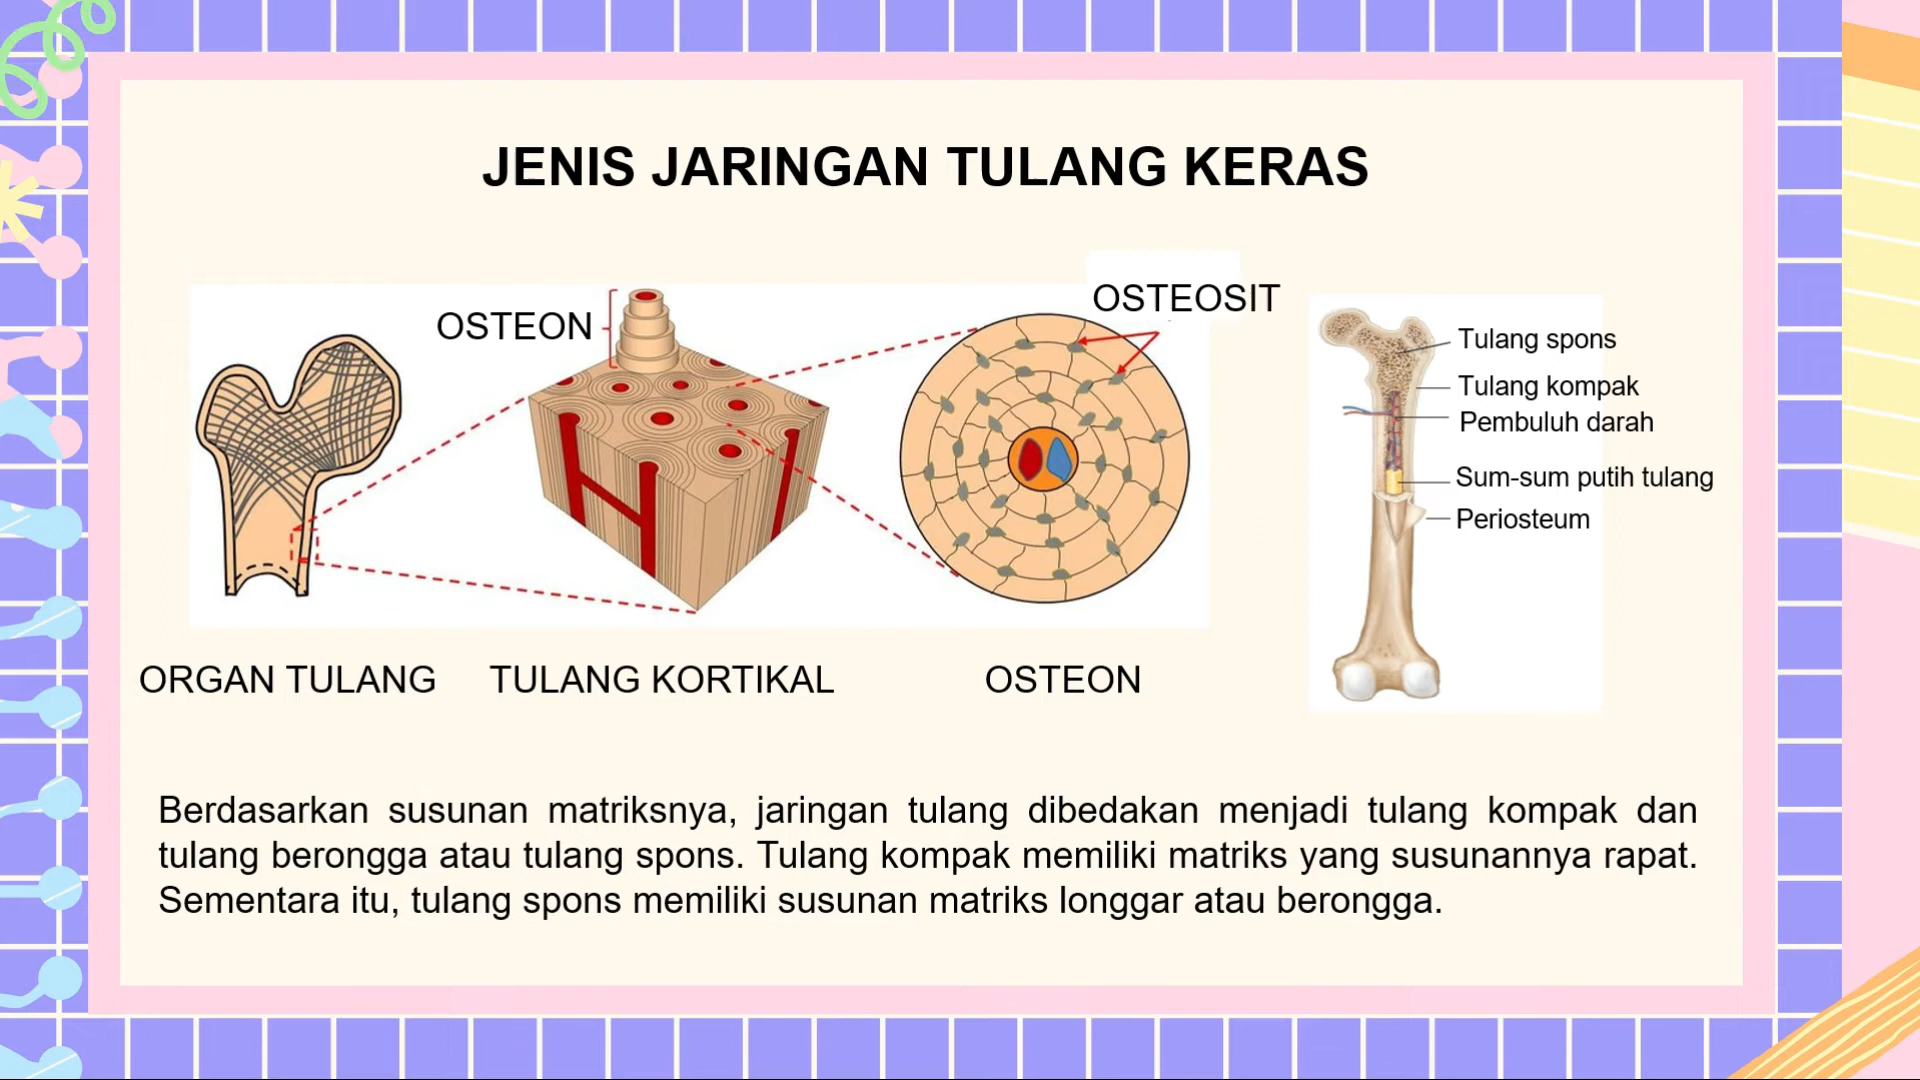 JENIS JARINGAN TULANG KERAS
OSTEON
OSTEOSIT
Tulang spons
Tulang kompak
Pembuluh darah
Sum-sum putih tulang
Periosteum
ORGAN TULANG
TULANG KORTIKAL
OSTEON
Berdasarkan susunan matriksnya, jaringan tulang dibedakan menjadi tulang kompak dan
tulang berongga atau tulang spons. Tulang kompak memiliki matriks yang susunannya rapat.
Sementara itu, tulang spons memiliki susunan matriks longgar atau berongga.